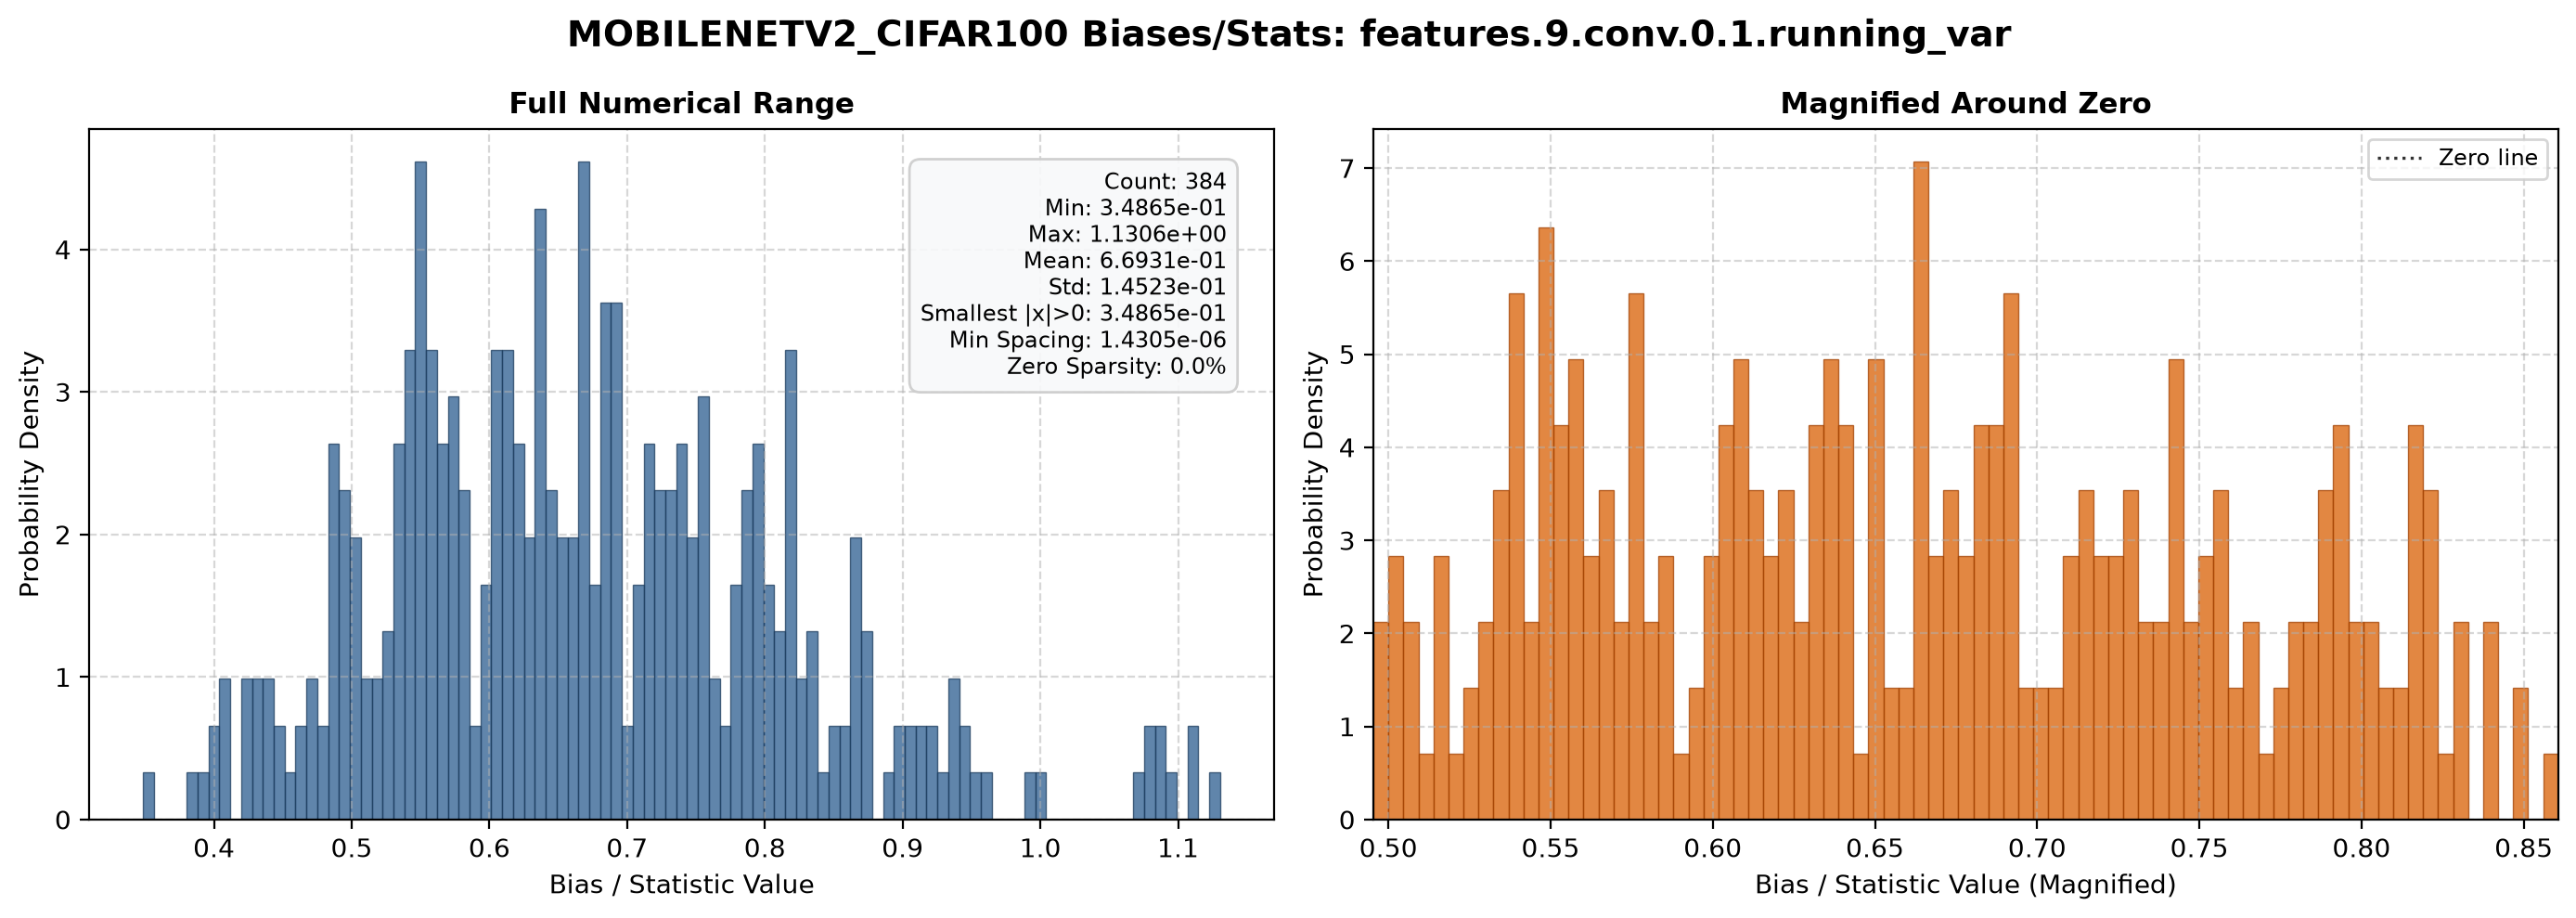 MOBILENETV2_CIFAR100 Biases/Stats: features.9.conv.0.1.running_var
Full Numerical Range
Probability Density
4
3
2
1
0
Count: 384
Min: 3.4865e-01
Max: 1.1306e+00
Mean: 6.6931e-01
Std: 1.4523e-01
Smallest |x|>0: 3.4865e-01
Min Spacing: 1.4305e-06
Zero Sparsity: 0.0%
0.4 0.5 0.6 0.7 0.8 0.9 1.0 1.1
Bias / Statistic Value
Magnified Around Zero
Probability Density
7
6
5
4
3
2
1
0
Zero line
0.50 0.55 0.60 0.65 0.70 0.75 0.80 0.85
Bias / Statistic Value (Magnified)